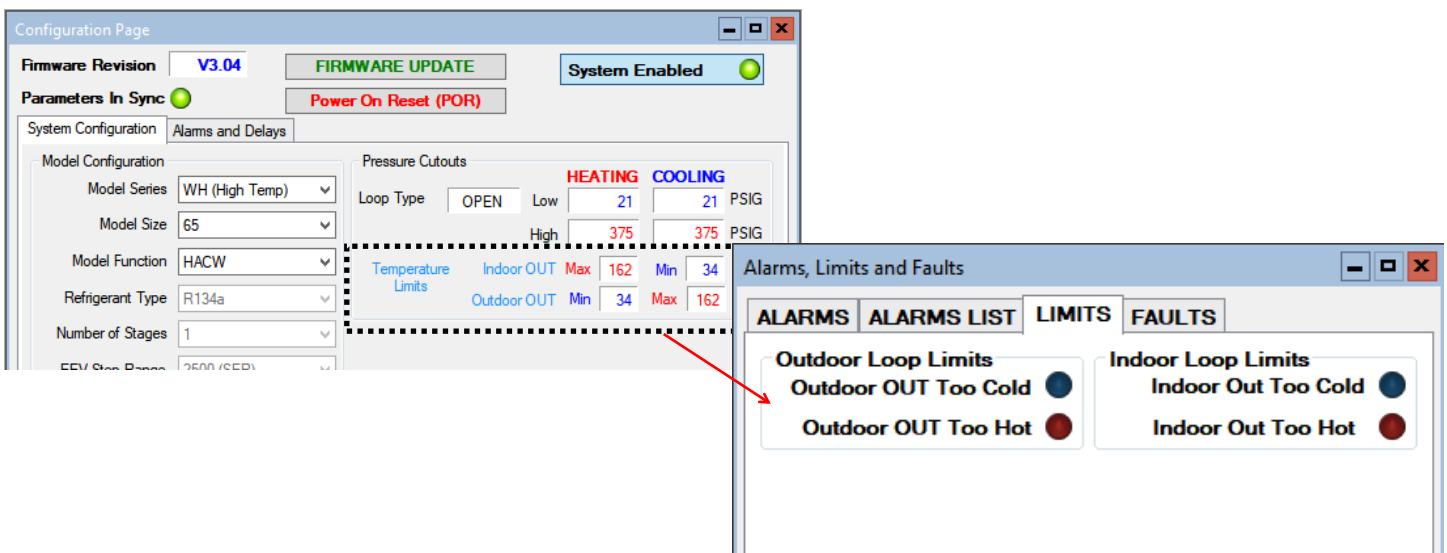 Configuration Page
Firmware Revision V3.04 FIRMWARE UPDATE System Enabled
Parameters In Sync Power On Reset (POR)
System Configuration Alarms and Delays
Model Configuration
Model Series WH (High Temp)
Model Size 65
Model Function HACW
Refrigerant Type R134a
Number of Stages 1
EEV Step Range 2500 (SER)
Pressure Cutouts
HEATING COOLING
Loop Type OPEN Low 21 21 PSIG
High 375 375 PSIG
Temperature Limits
Indoor OUT Max 162 Min 34
Outdoor OUT Min 34 Max 162
Alarms, Limits and Faults
ALARMS ALARMS LIST LIMITS FAULTS
Outdoor Loop Limits
Outdoor OUT Too Cold
Outdoor OUT Too Hot
Indoor Loop Limits
Indoor Out Too Cold
Indoor Out Too Hot